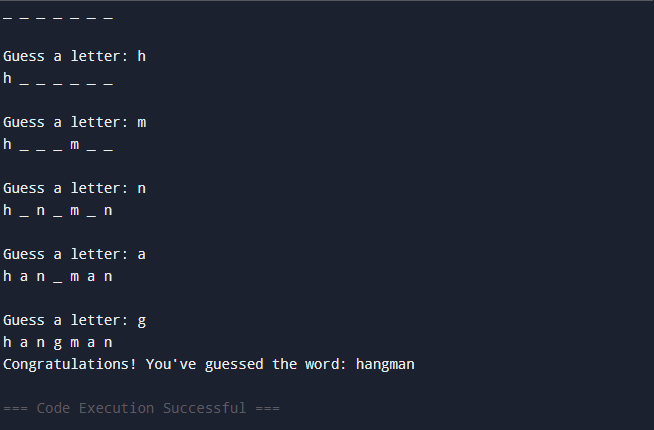 _ _ _ _ _ _ _
Guess a letter: h
h _ _ _ _ _ _
Guess a letter: m
h _ _ _ m _ _
Guess a letter: n
h _ n _ m _ n
Guess a letter: a
h a n _ m a n
Guess a letter: g
h a n g m a n
Congratulations! You've guessed the word: hangman
=== Code Execution Successful ===